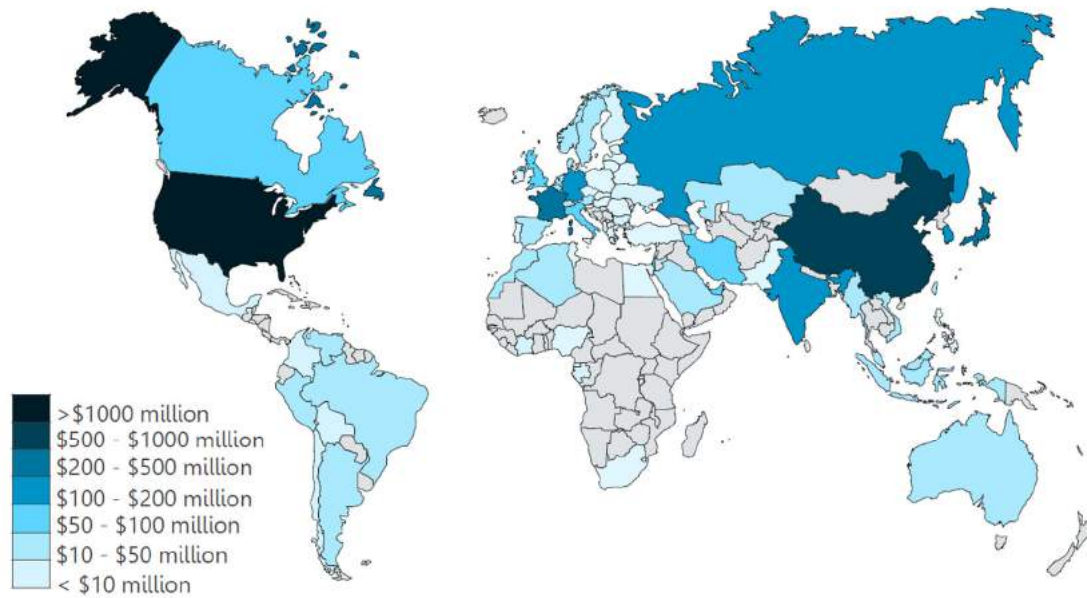 >$1000 million
$500 - $1000 million
$200 - $500 million
$100 - $200 million
$50 - $100 million
$10 - $50 million
< $10 million